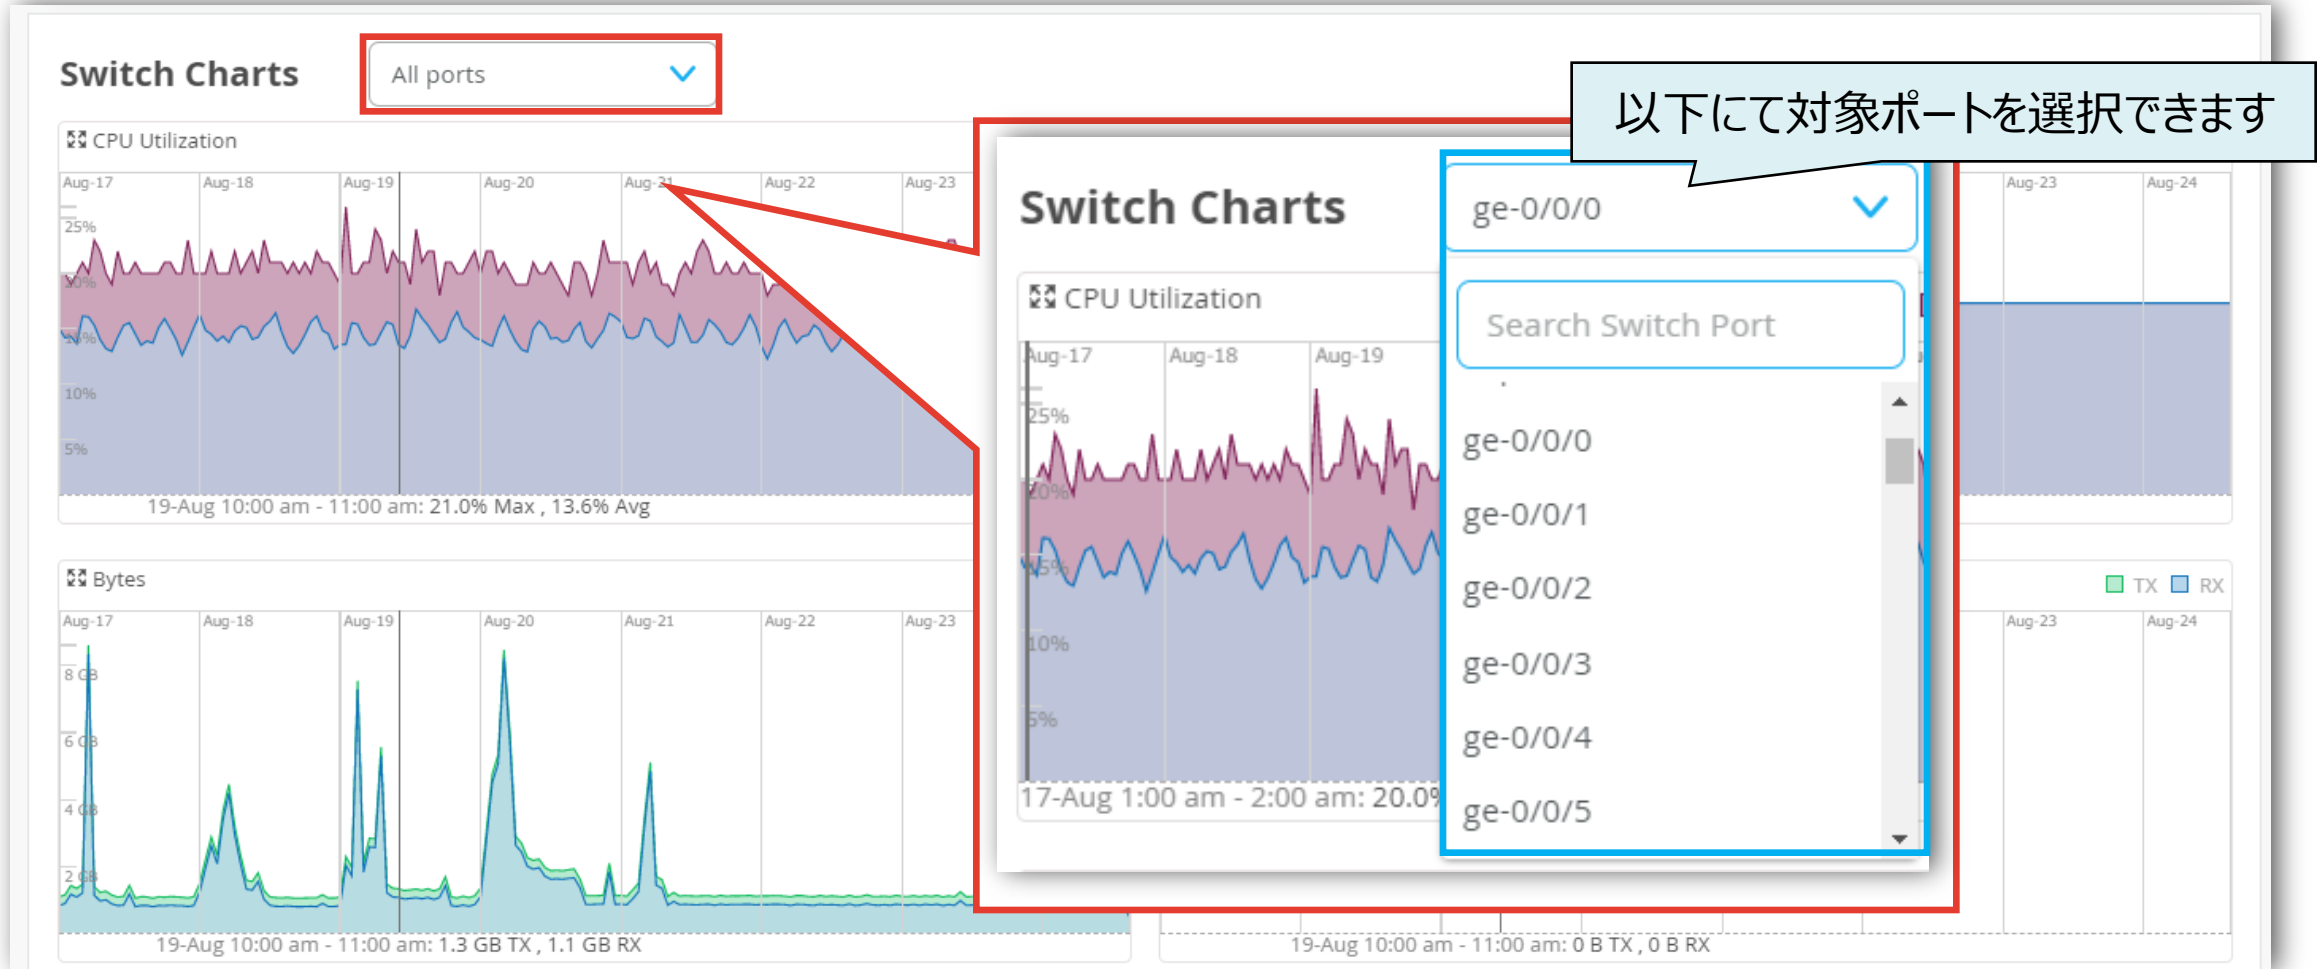 Switch Charts
All ports
以下にて対象ポートを選択できます
CPU Utilization
Aug-17
Aug-18
Aug-19
Aug-20
Aug-21
Aug-22
Aug-23
25%
20%
15%
10%
5%
19-Aug 10:00 am - 11:00 am: 21.0% Max , 13.6% Avg
Aug-23
Aug-24
Switch Charts
ge-0/0/0
Search Switch Port
CPU Utilization
Aug-17
Aug-18
Aug-19
25%
20%
15%
10%
5%
17-Aug 1:00 am - 2:00 am: 20.0%
ge-0/0/0
ge-0/0/1
ge-0/0/2
ge-0/0/3
ge-0/0/4
ge-0/0/5
Bytes
Aug-17
Aug-18
Aug-19
Aug-20
Aug-21
Aug-22
Aug-23
8 GB
6 GB
4 GB
2 GB
19-Aug 10:00 am - 11:00 am: 1.3 GB TX , 1.1 GB RX
TX RX
Aug-23
Aug-24
19-Aug 10:00 am - 11:00 am: 0 B TX , 0 B RX